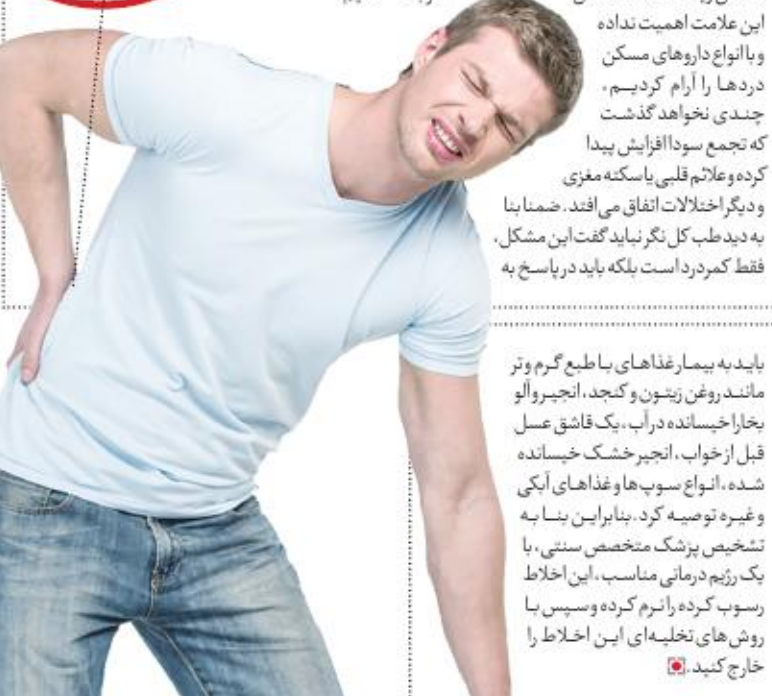 این علامت اهمیت نداده
و با انواع داروهای مسکن
دردها را آرام کردیم،
چندی نخواهد گذشت
که تجمع سودا افزایش پیدا
کرده و علائم قلبی یا سکته مغزی
و دیگر اختلالات اتفاق می‌افتد. ضمنا بنا
به دید طب کل نگر نباید گفت این مشکل،
فقط کمردرد است بلکه باید در پاسخ به
باید به بیمار غذاهای با طبع گرم و تر
مانند روغن زیتون و کنجد، انجیر و آلو
بخارا خیسانده در آب، یک قاشق عسل
قبل از خواب، انجیر خشک خیسانده
شده، انواع سوپ‌ها و غذاهای آبکی
و غیره توصیه کرد. بنابراین بنا به
تشخیص پزشک متخصص سنتی، با
یک رژیم درمانی مناسب، این اخلاط
رسوب کرده را نرم کرده و سپس با
روش‌های تخلیه‌ای این اخلاط را
خارج کنید.